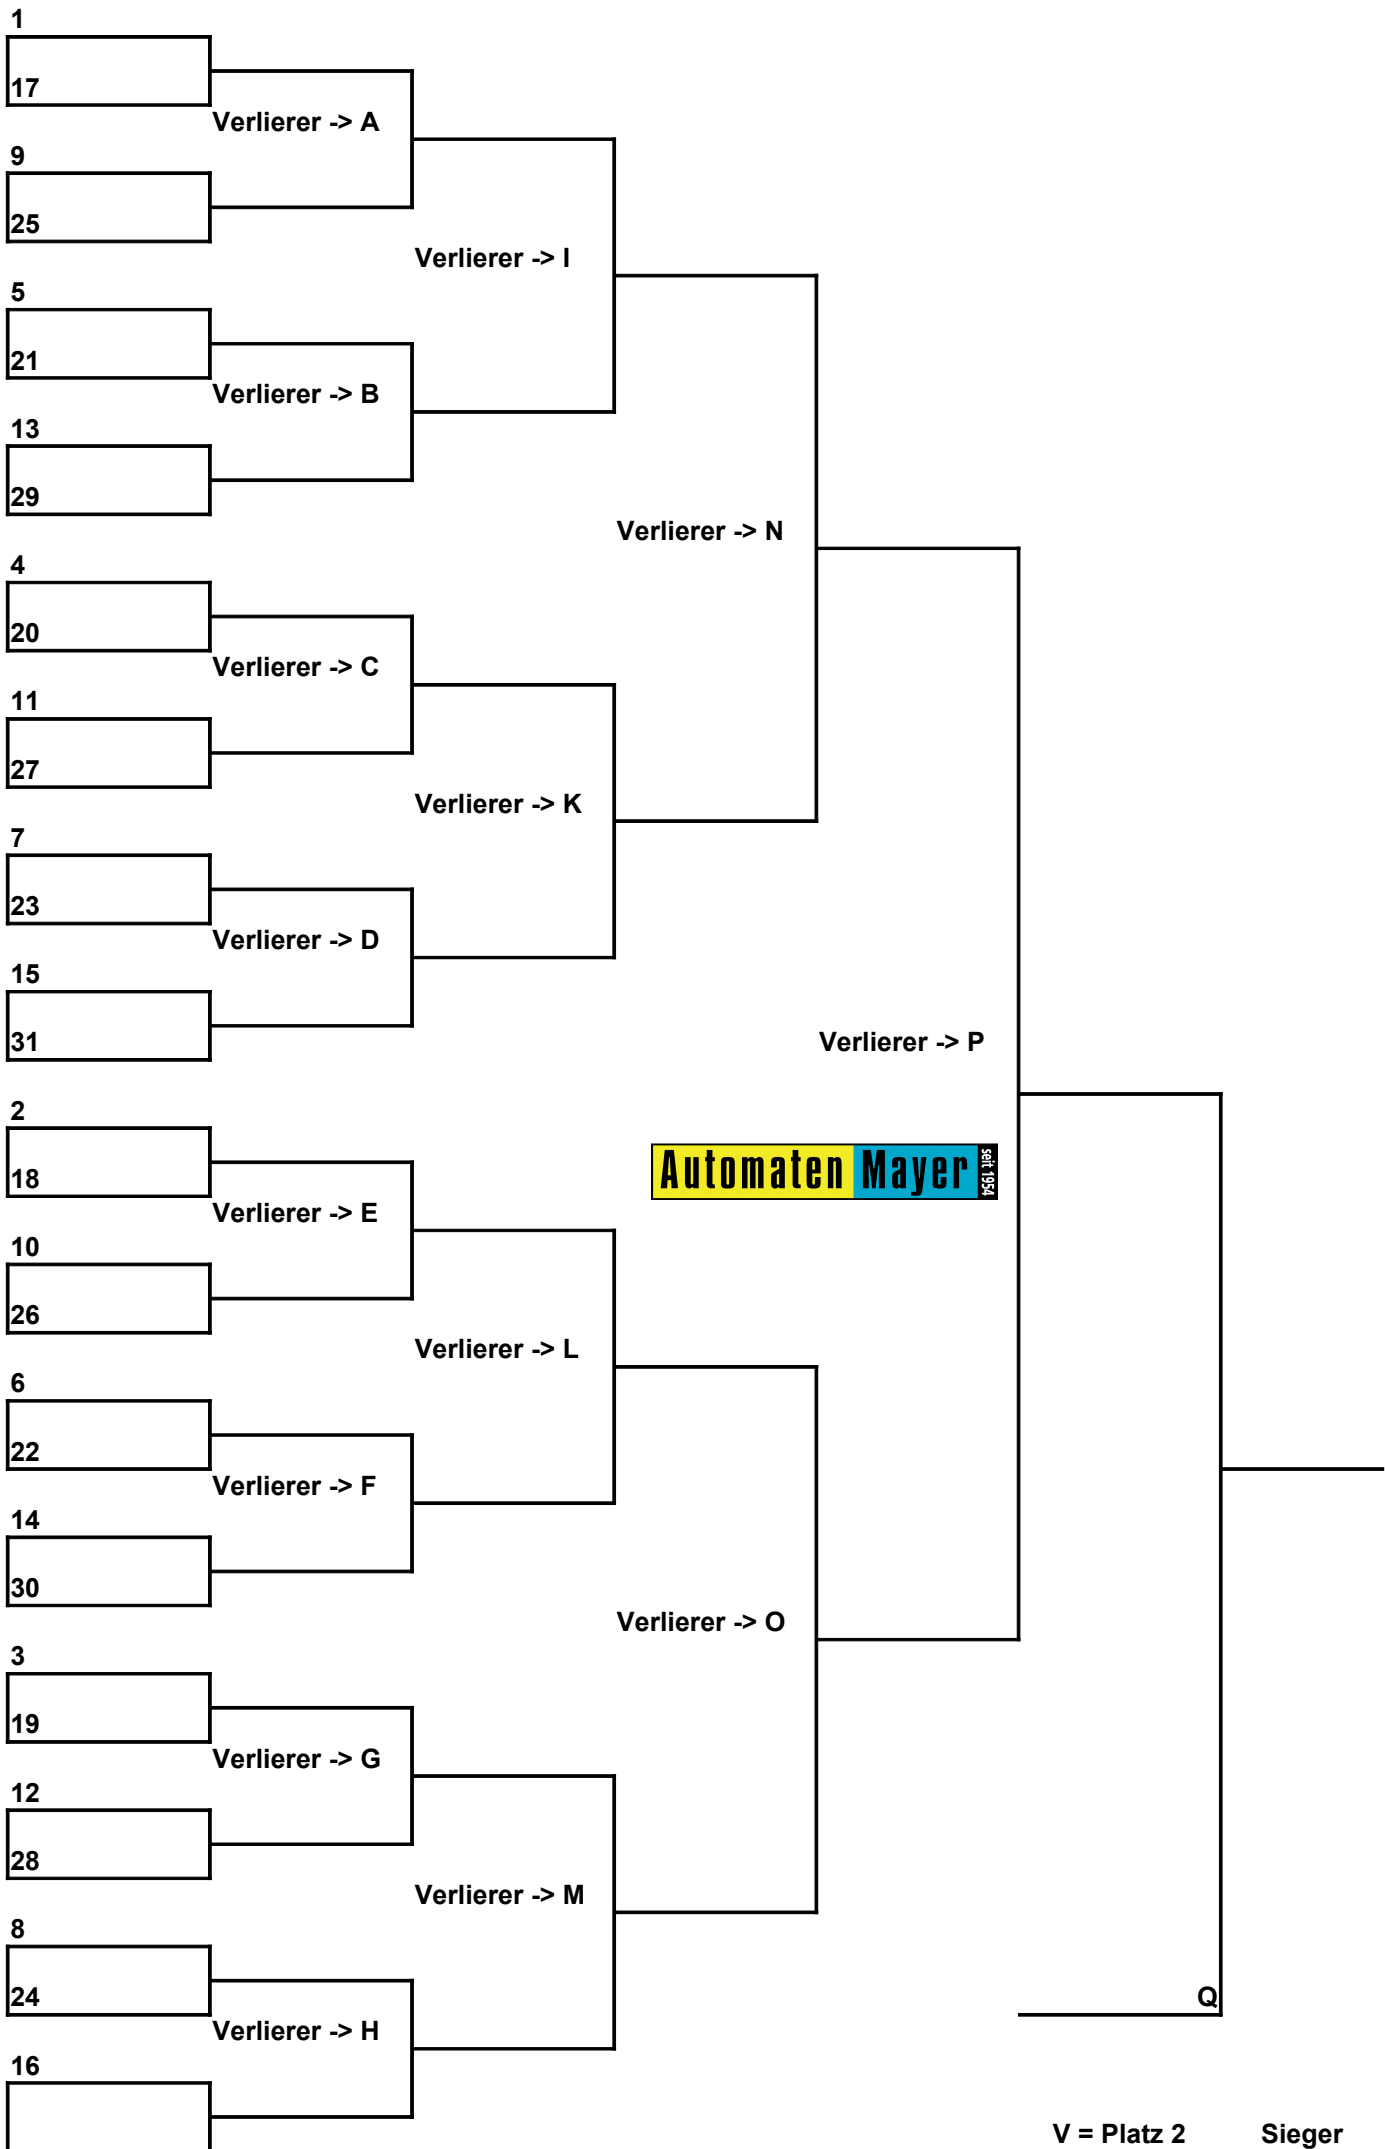 1
17
Verlierer -> A
9
25
Verlierer -> I
5
21
Verlierer -> B
13
29
Verlierer -> N
4
20
Verlierer -> C
11
27
Verlierer -> K
7
23
Verlierer -> D
15
31
Verlierer -> P
2
18
Automaten Mayer seit 1954
Verlierer -> E
10
26
Verlierer -> L
6
22
Verlierer -> F
14
30
Verlierer -> O
3
19
Verlierer -> G
12
28
Verlierer -> M
8
24
Q
Verlierer -> H
16
V = Platz 2 Sieger